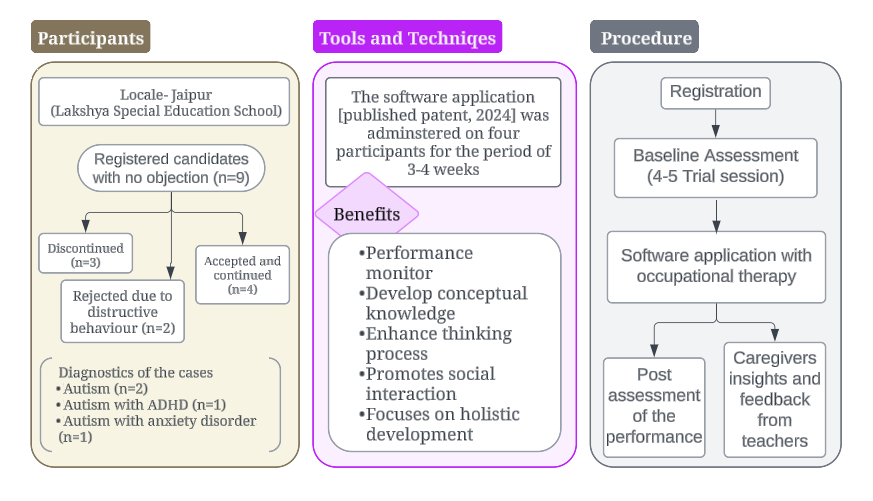 Participants
Locale- Jaipur
(Lakshya Special Education School)
Registered candidates
with no objection (n=9)
Discontinued
(n=3)
Accepted and
continued
(n=4)
Rejected due to
distructive
behaviour (n=2)
Diagnostics of the cases
• Autism (n=2)
• Autism with ADHD (n=1)
• Autism with anxiety disorder
(n=1)
Tools and Techniqes
The software application
[published patent, 2024] was
adminstered on four
participants for the period of
3-4 weeks
Benefits
•Performance
monitor
•Develop conceptual
knowledge
•Enhance thinking
process
•Promotes social
interaction
•Focuses on holistic
development
Procedure
Registration
Baseline Assessment
(4-5 Trial session)
Software application with
occupational therapy
Post
assessment
of the
performance
Caregivers
insights and
feedback
from
teachers